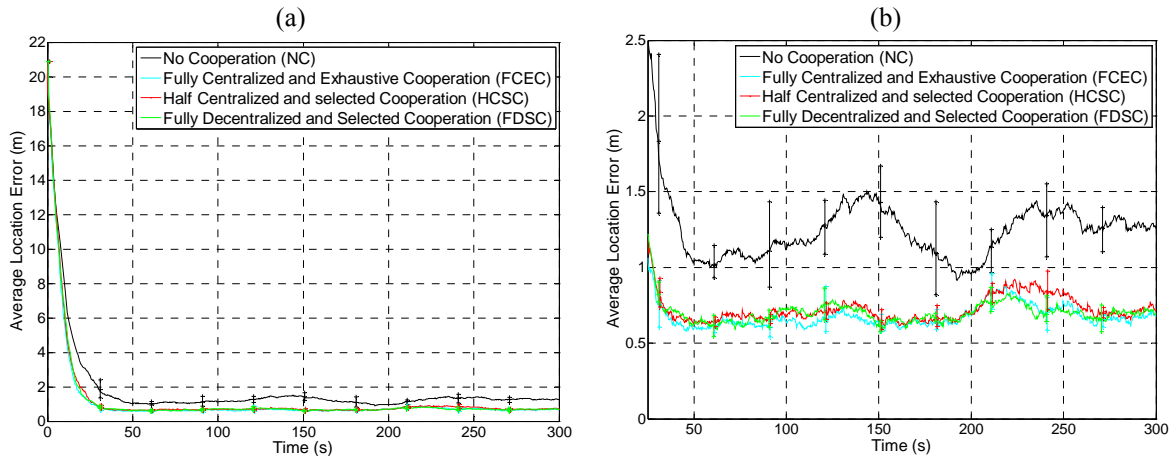 (a)
22
20
18
16
14
12
10
8
6
4
2
0
Average Location Error (m)
No Cooperation (NC)
Fully Centralized and Exhaustive Cooperation (FCEC)
Half Centralized and selected Cooperation (HCSC)
Fully Decentralized and Selected Cooperation (FDSC)
0 50 100 150 200 250 300
Time (s)
(b)
2.5
2
1.5
1
0.5
0
Average Location Error (m)
No Cooperation (NC)
Fully Centralized and Exhaustive Cooperation (FCEC)
Half Centralized and selected Cooperation (HCSC)
Fully Decentralized and Selected Cooperation (FDSC)
50 100 150 200 250 300
Time (s)